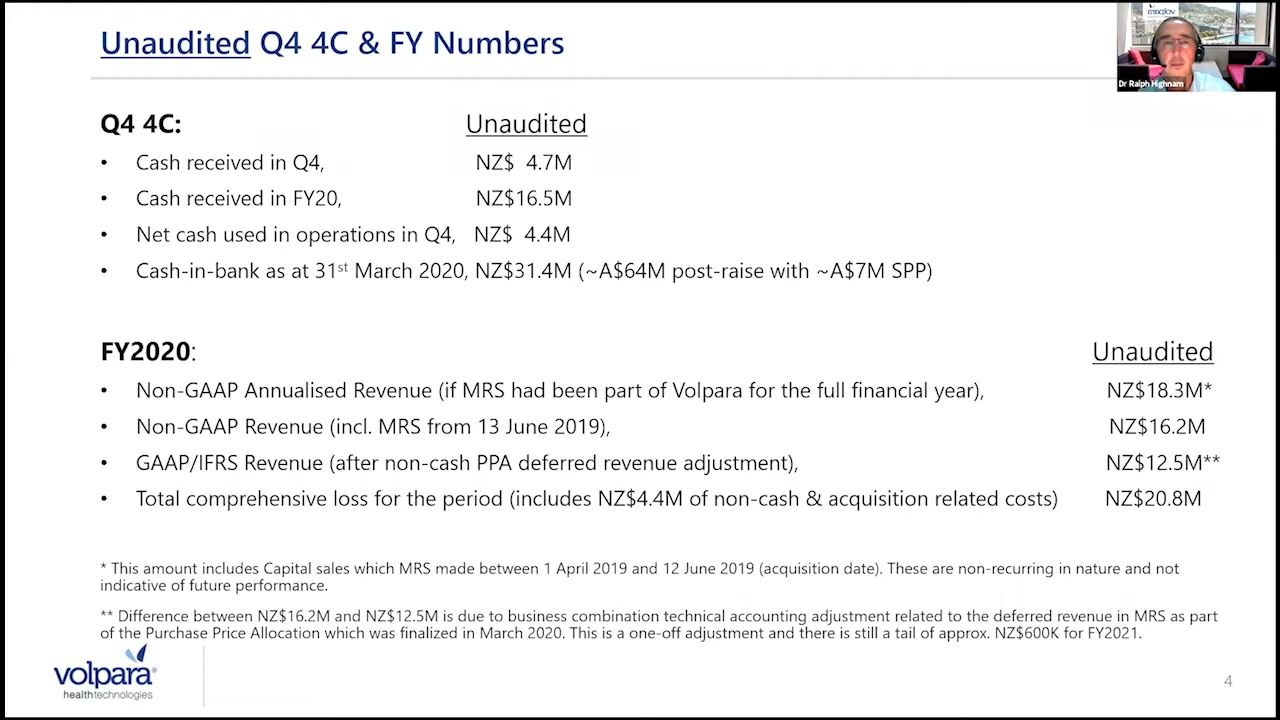 Unaudited Q4 4C & FY Numbers
Dr Ralph Highnam
Q4 4C: Unaudited
• Cash received in Q4, NZ$ 4.7M
• Cash received in FY20, NZ$16.5M
• Net cash used in operations in Q4, NZ$ 4.4M
• Cash-in-bank as at 31st March 2020, NZ$31.4M (~A$64M post-raise with ~A$7M SPP)
FY2020: Unaudited
• Non-GAAP Annualised Revenue (if MRS had been part of Volpara for the full financial year), NZ$18.3M*
• Non-GAAP Revenue (incl. MRS from 13 June 2019), NZ$16.2M
• GAAP/IFRS Revenue (after non-cash PPA deferred revenue adjustment), NZ$12.5M**
• Total comprehensive loss for the period (includes NZ$4.4M of non-cash & acquisition related costs) NZ$20.8M
* This amount includes Capital sales which MRS made between 1 April 2019 and 12 June 2019 (acquisition date). These are non-recurring in nature and not
indicative of future performance.
** Difference between NZ$16.2M and NZ$12.5M is due to business combination technical accounting adjustment related to the deferred revenue in MRS as part
of the Purchase Price Allocation which was finalized in March 2020. This is a one-off adjustment and there is still a tail of approx. NZ$600K for FY2021.
volpara®
healthtechnologies
4